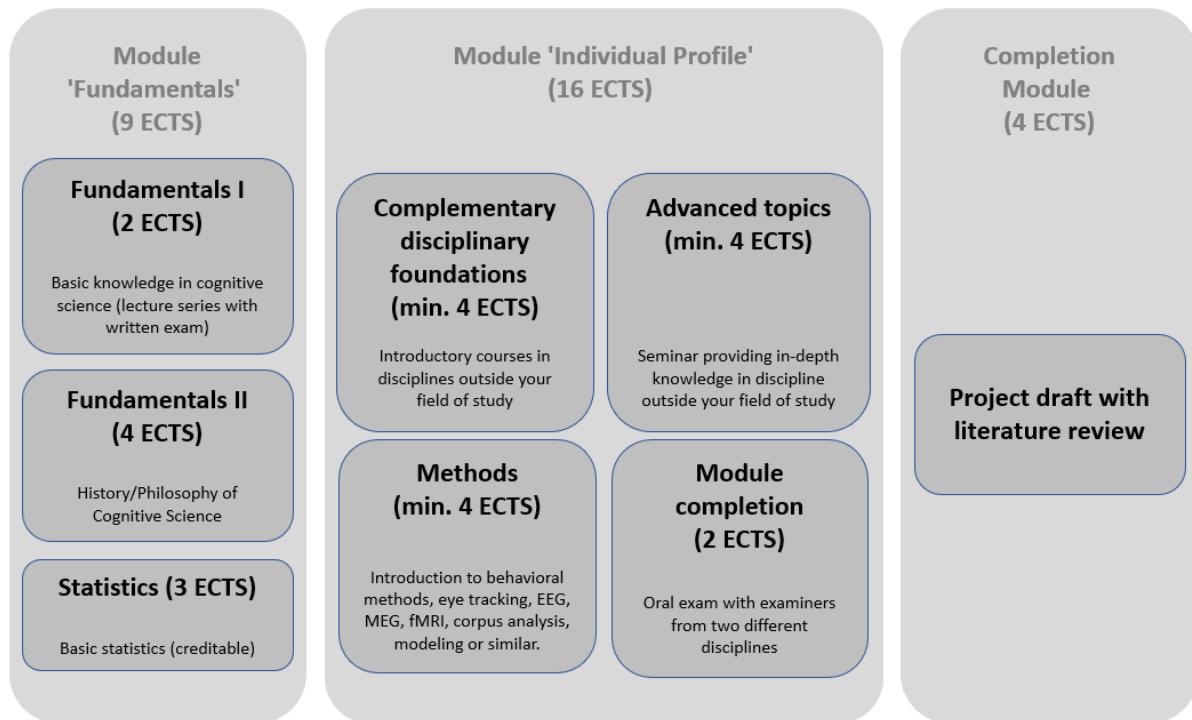 Module
'Fundamentals'
(9 ECTS)
Fundamentals I
(2 ECTS)
Basic knowledge in cognitive
science (lecture series with
written exam)
Fundamentals II
(4 ECTS)
History/Philosophy of
Cognitive Science
Statistics (3 ECTS)
Basic statistics (creditable)
Module 'Individual Profile'
(16 ECTS)
Complementary
disciplinary
foundations
(min. 4 ECTS)
Introductory courses in
disciplines outside your
field of study
Advanced topics
(min. 4 ECTS)
Seminar providing in-depth
knowledge in discipline
outside your field of study
Methods
(min. 4 ECTS)
Introduction to behavioral
methods, eye tracking, EEG,
MEG, fMRI, corpus analysis,
modeling or similar.
Module
completion
(2 ECTS)
Oral exam with examiners
from two different
disciplines
Completion
Module
(4 ECTS)
Project draft with
literature review